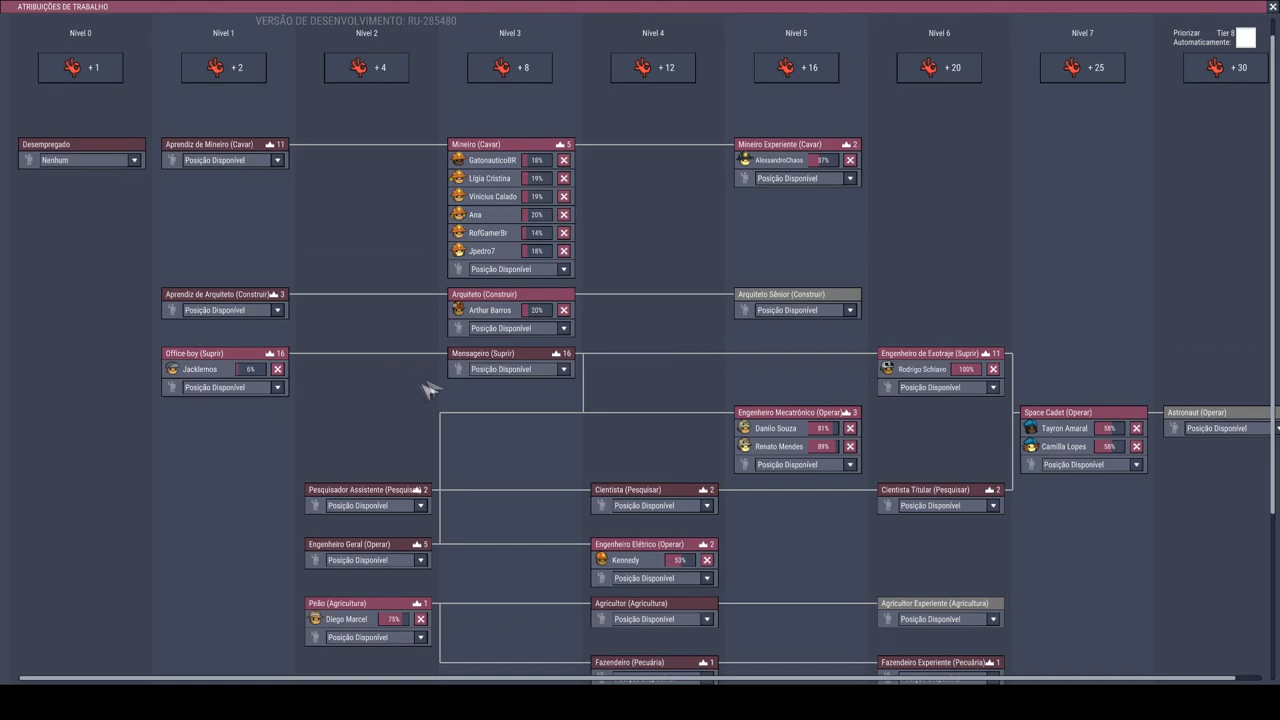 ATRIBUIÇÕES DE TRABALHO
VERSÃO DE DESENVOLVIMENTO: RU-285480
Nível 0
Nível 1
Nível 2
Nível 3
Nível 4
Nível 5
Nível 6
Nível 7
Priorizar Automaticamente:
Tier 8
+ 1
+ 2
+ 4
+ 8
+ 12
+ 16
+ 20
+ 25
+ 30
Desempregado
Nenhum
Aprendiz de Mineiro (Cavar) 11
Posição Disponível
Mineiro (Cavar) 5
GatonauticoBR 18%
Lígia Cristina 19%
Vinicius Calado 19%
Ana 20%
RofGamerBr 14%
Jpedro7 18%
Posição Disponível
Mineiro Experiente (Cavar) 2
AlessandroChaos 37%
Posição Disponível
Aprendiz de Arquiteto (Construir) 3
Posição Disponível
Arquiteto (Construir)
Arthur Barros 20%
Posição Disponível
Arquiteto Sênior (Construir)
Posição Disponível
Office-boy (Suprir) 16
Jacklemos 6%
Posição Disponível
Mensageiro (Suprir) 16
Posição Disponível
Engenheiro de Exotraje (Suprir) 11
Rodrigo Schiavo 100%
Posição Disponível
Engenheiro Mecatrônico (Operar) 3
Danilo Souza 81%
Renato Mendes 89%
Posição Disponível
Space Cadet (Operar)
Tayron Amaral 58%
Camilla Lopes 58%
Posição Disponível
Astronaut (Operar)
Posição Disponível
Pesquisador Assistente (Pesquisar) 2
Posição Disponível
Cientista (Pesquisar) 2
Posição Disponível
Cientista Titular (Pesquisar) 2
Posição Disponível
Engenheiro Geral (Operar) 5
Posição Disponível
Engenheiro Elétrico (Operar) 2
Kennedy 53%
Posição Disponível
Peão (Agricultura) 1
Diego Marcel 75%
Posição Disponível
Agricultor (Agricultura)
Posição Disponível
Agricultor Experiente (Agricultura)
Posição Disponível
Fazendeiro (Pecuária) 1
Fazendeiro Experiente (Pecuária) 1